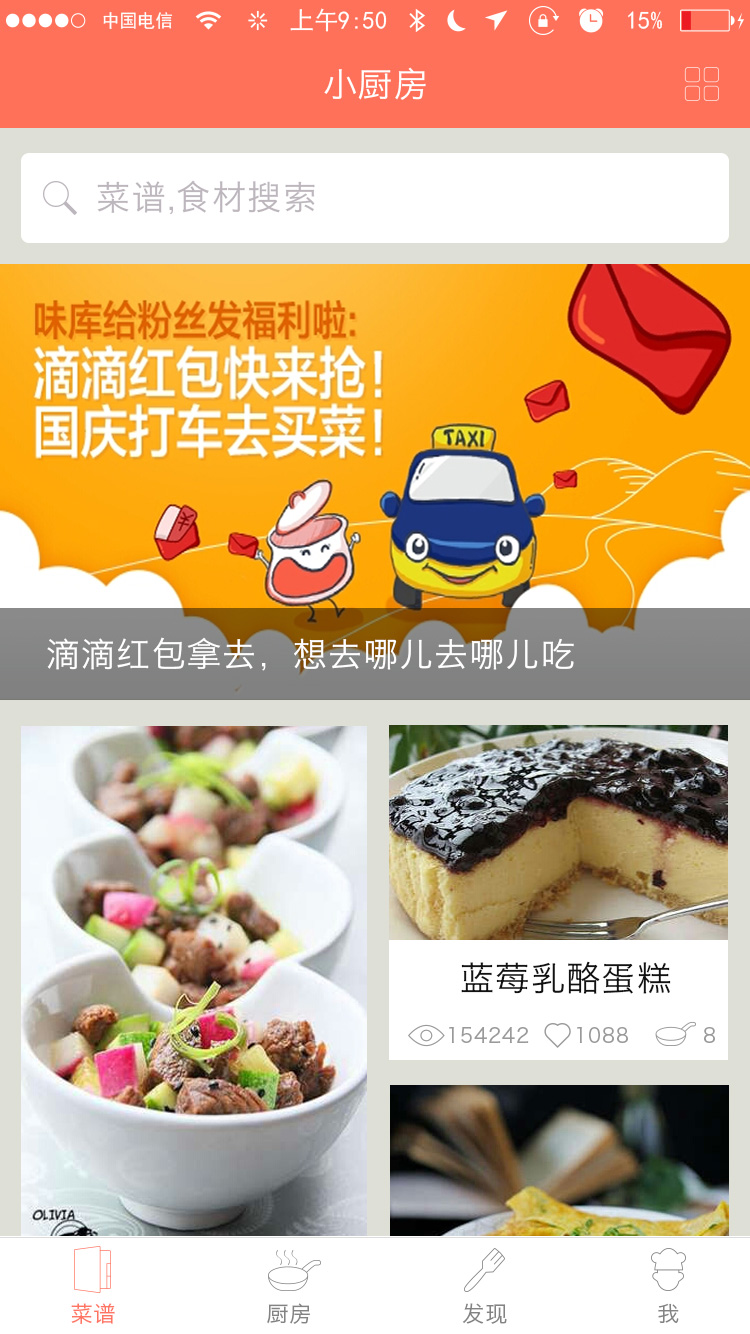 中国电信 上午9:50 15%
小厨房
菜谱,食材搜索
味库给粉丝发福利啦:
滴滴红包快来抢!
国庆打车去买菜!
TAXI
¥
滴滴红包拿去，想去哪儿去哪儿吃
蓝莓乳酪蛋糕
154242 1088 8
OLIVIA
菜谱 厨房 发现 我